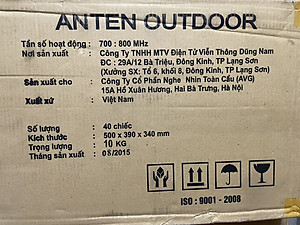 ANTEN OUTDOOR
Tần số hoạt động : 700 : 800 MHz
Nơi sản xuất : Công Ty TNHH MTV Điện Tử Viễn Thông Dũng Nam
ĐC : 29A/12 Bà Triệu, Đông Kinh, TP Lạng Sơn
(Xưởng SX: Tổ 6, khối 8, Đông Kinh, TP Lạng Sơn)
Sản xuất cho : Công Ty Cổ Phần Nghe Nhìn Toàn Cầu (AVG)
15A Hồ Xuân Hương, Hai Bà Trưng, Hà Nội
Xuất xứ : Việt Nam
Số lượng : 40 chiếc
Kích thước : 500 x 390 x 340 mm
Trọng lượng : 10 KG
Tháng sản xuất : 08/2015
ISO : 9001 - 2008